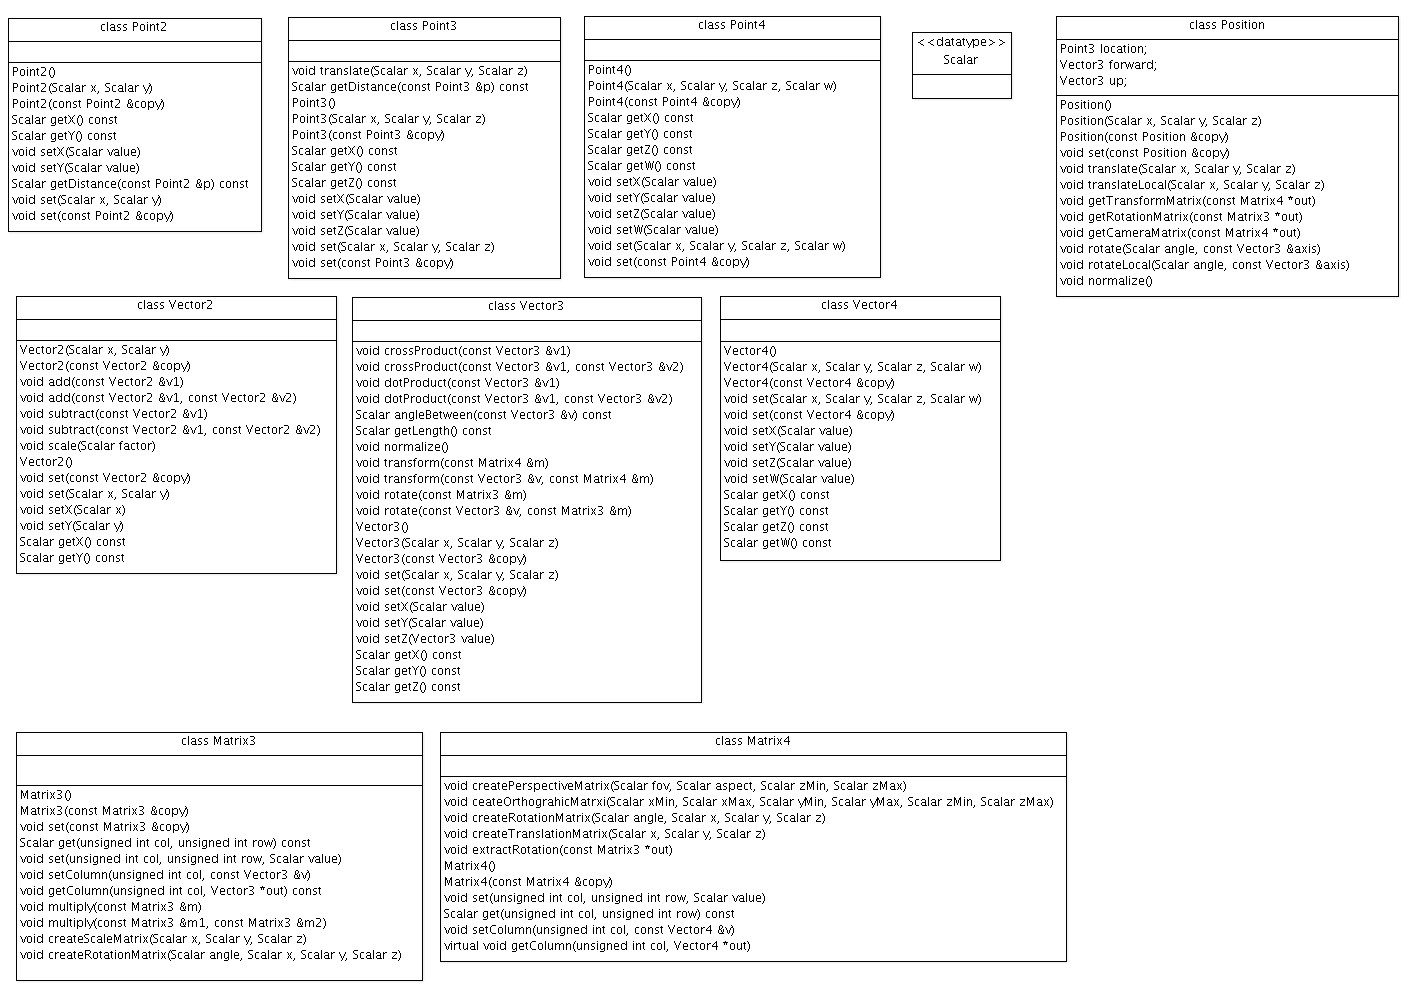 class Point2
Point2()
Point2(Scalar x, Scalar y)
Point2(const Point2 &copy)
Scalar getX() const
Scalar getY() const
void setX(Scalar value)
void setY(Scalar value)
Scalar getDistance(const Point2 &p) const
void set(Scalar x, Scalar y)
void set(const Point2 &copy)
class Point3
void translate(Scalar x, Scalar y, Scalar z)
Scalar getDistance(const Point3 &p) const
Point3()
Point3(Scalar x, Scalar y, Scalar z)
Point3(const Point3 &copy)
Scalar getX() const
Scalar getY() const
Scalar getZ() const
void setX(Scalar value)
void setY(Scalar value)
void setZ(Scalar value)
void set(Scalar x, Scalar y, Scalar z)
void set(const Point3 &copy)
class Point4
Point4()
Point4(Scalar x, Scalar y, Scalar z, Scalar w)
Point4(const Point4 &copy)
Scalar getX() const
Scalar getY() const
Scalar getZ() const
Scalar getW() const
void setX(Scalar value)
void setY(Scalar value)
void setZ(Scalar value)
void setW(Scalar value)
void set(Scalar x, Scalar y, Scalar z, Scalar w)
void set(const Point4 &copy)
<<datatype>>
Scalar
class Position
Point3 location;
Vector3 forward;
Vector3 up;
Position()
Position(Scalar x, Scalar y, Scalar z)
Position(const Position &copy)
void set(const Position &copy)
void translate(Scalar x, Scalar y, Scalar z)
void translateLocal(Scalar x, Scalar y, Scalar z)
void getTransformMatrix(const Matrix4 *out)
void getRotationMatrix(const Matrix3 *out)
void getCameraMatrix(const Matrix4 *out)
void rotate(Scalar angle, const Vector3 &axis)
void rotateLocal(Scalar angle, const Vector3 &axis)
void normalize()
class Vector2
Vector2(Scalar x, Scalar y)
Vector2(const Vector2 &copy)
void add(const Vector2 &v1)
void add(const Vector2 &v1, const Vector2 &v2)
void subtract(const Vector2 &v1)
void subtract(const Vector2 &v1, const Vector2 &v2)
void scale(Scalar factor)
Vector2()
void set(const Vector2 &copy)
void set(Scalar x, Scalar y)
void setX(Scalar x)
void setY(Scalar y)
Scalar getX() const
Scalar getY() const
class Vector3
void crossProduct(const Vector3 &v1)
void crossProduct(const Vector3 &v1, const Vector3 &v2)
void dotProduct(const Vector3 &v1)
void dotProduct(const Vector3 &v1, const Vector3 &v2)
Scalar angleBetween(const Vector3 &v) const
Scalar getLength() const
void normalize()
void transform(const Matrix4 &m)
void transform(const Vector3 &v, const Matrix4 &m)
void rotate(const Matrix3 &m)
void rotate(const Vector3 &v, const Matrix3 &m)
Vector3()
Vector3(Scalar x, Scalar y, Scalar z)
Vector3(const Vector3 &copy)
void set(Scalar x, Scalar y, Scalar z)
void set(const Vector3 &copy)
void setX(Scalar value)
void setY(Scalar value)
void setZ(Vector3 value)
Scalar getX() const
Scalar getY() const
Scalar getZ() const
class Vector4
Vector4()
Vector4(Scalar x, Scalar y, Scalar z, Scalar w)
Vector4(const Vector4 &copy)
void set(Scalar x, Scalar y, Scalar z, Scalar w)
void set(const Vector4 &copy)
void setX(Scalar value)
void setY(Scalar value)
void setZ(Scalar value)
void setW(Scalar value)
Scalar getX() const
Scalar getY() const
Scalar getZ() const
Scalar getW() const
class Matrix3
Matrix3()
Matrix3(const Matrix3 &copy)
void set(const Matrix3 &copy)
Scalar get(unsigned int col, unsigned int row) const
void set(unsigned int col, unsigned int row, Scalar value)
void setColumn(unsigned int col, const Vector3 &v)
void getColumn(unsigned int col, Vector3 *out) const
void multiply(const Matrix3 &m)
void multiply(const Matrix3 &m1, const Matrix3 &m2)
void createScaleMatrix(Scalar x, Scalar y, Scalar z)
void createRotationMatrix(Scalar angle, Scalar x, Scalar y, Scalar z)
class Matrix4
void createPerspectiveMatrix(Scalar fov, Scalar aspect, Scalar zMin, Scalar zMax)
void ceateOrthograhicMatrxi(Scalar xMin, Scalar xMax, Scalar yMin, Scalar yMax, Scalar zMin, Scalar zMax)
void createRotationMatrix(Scalar angle, Scalar x, Scalar y, Scalar z)
void createTranslationMatrix(Scalar x, Scalar y, Scalar z)
void extractRotation(const Matrix3 *out)
Matrix4()
Matrix4(const Matrix4 &copy)
void set(unsigned int col, unsigned int row, Scalar value)
Scalar get(unsigned int col, unsigned int row) const
void setColumn(unsigned int col, const Vector4 &v)
virtual void getColumn(unsigned int col, Vector4 *out)